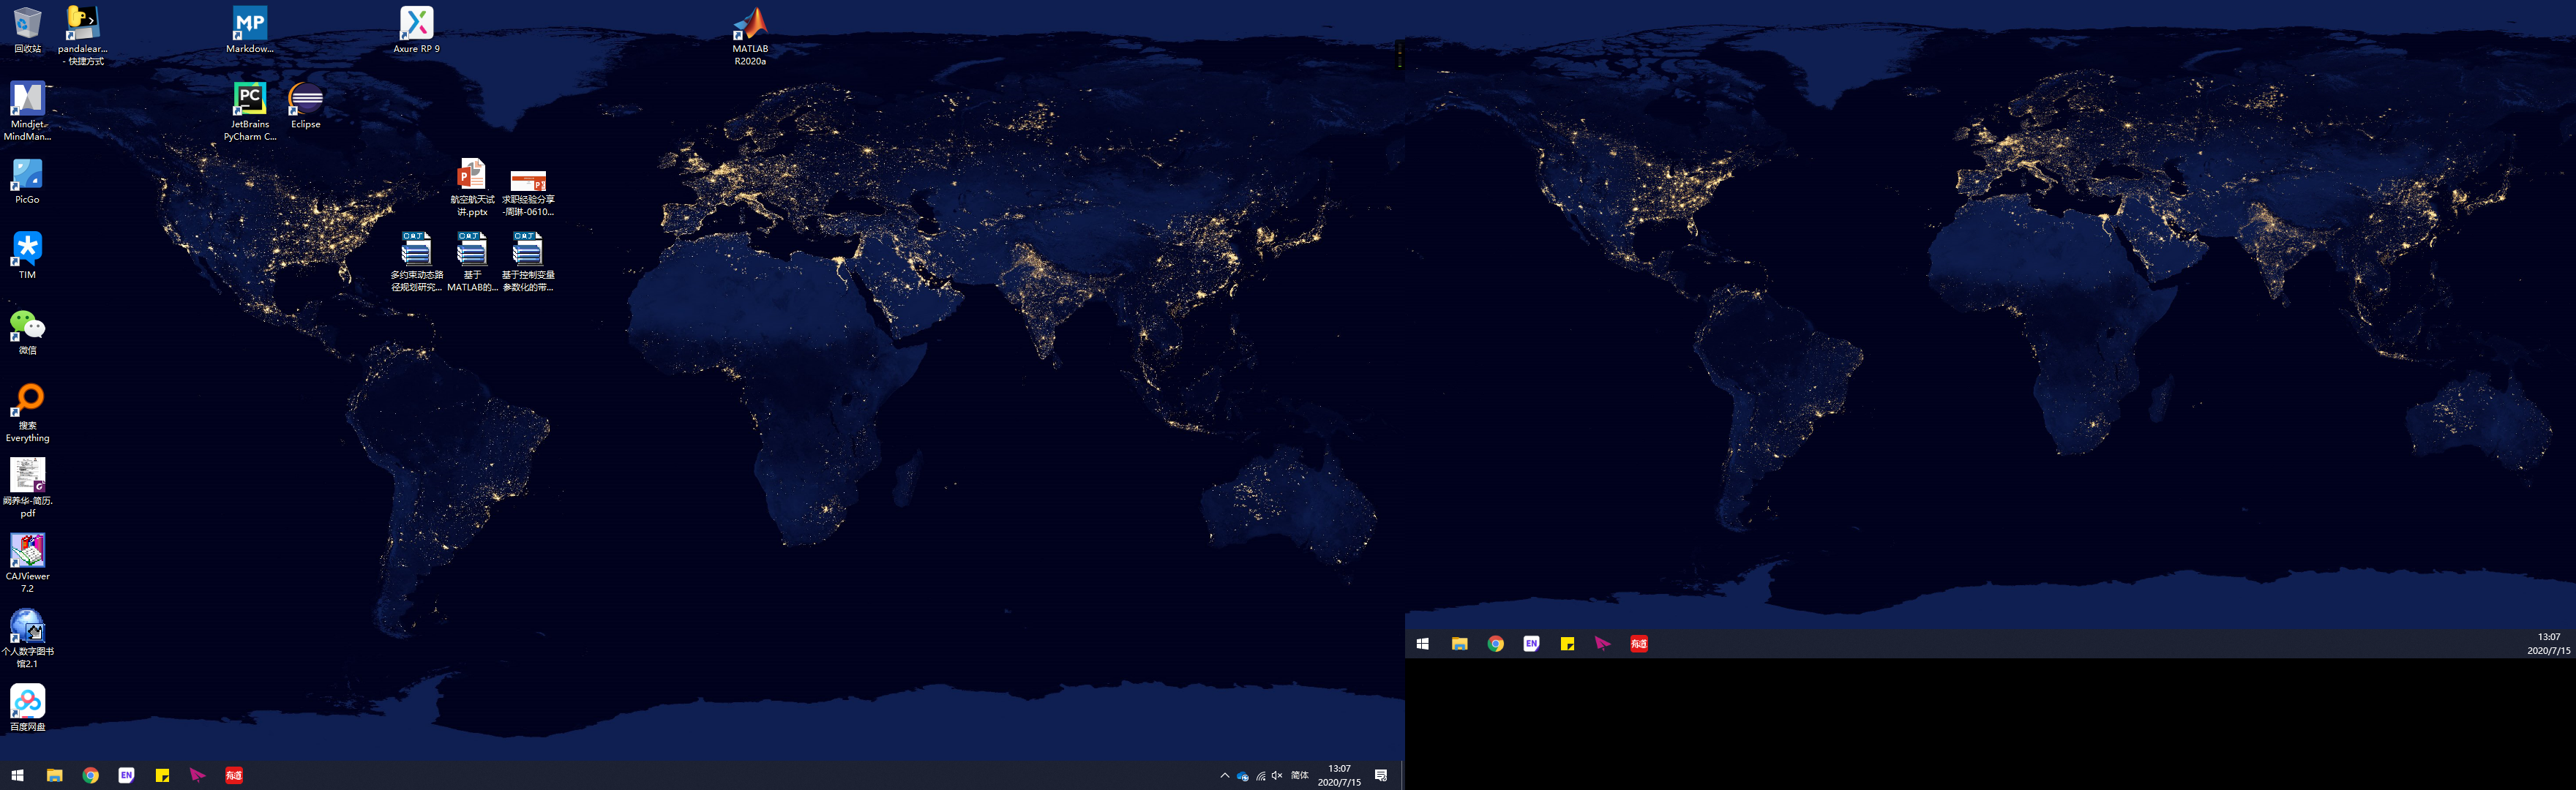 回收站
pandalear...
- 快捷方式
Markdow...
Axure RP 9
MATLAB
R2020a
Mindjet
MindMan...
JetBrains
PyCharm C...
Eclipse
PicGo
航空航天试
讲.pptx
求职经验分享
-周琳-0610...
TIM
多约束动态路
径规划研究...
基于
MATLAB的...
基于控制变量
参数化的带...
微信
搜索
Everything
阙养华-简历.
pdf
CAJViewer
7.2
个人数字图书
馆2.1
百度网盘
EN
有道
简体
13:07
2020/7/15
EN
有道
13:07
2020/7/15